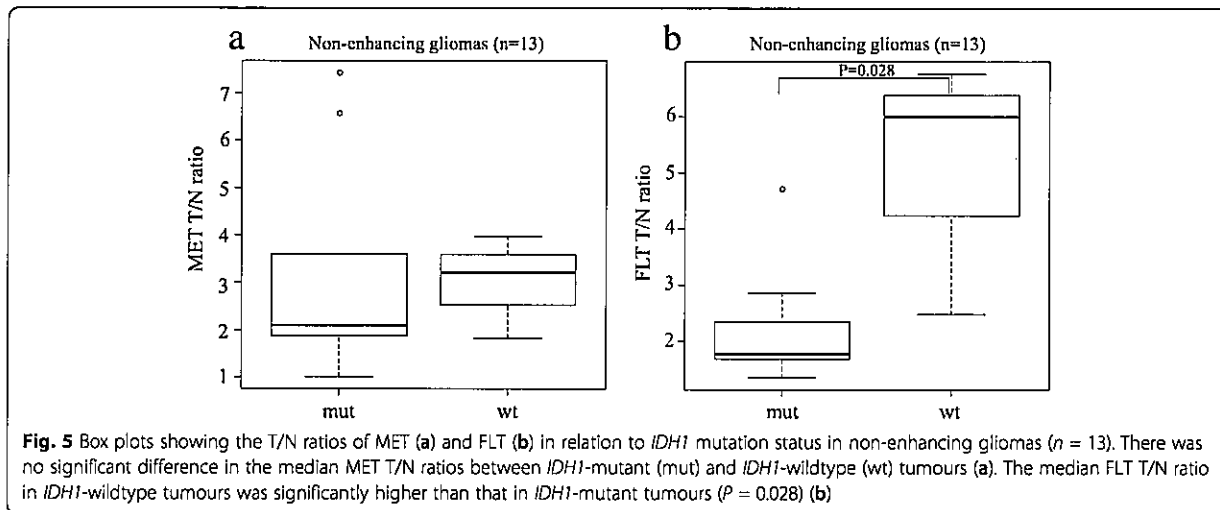 a
Non-enhancing gliomas (n=13)
MET T/N ratio
7
6
5
4
3
2
1
mut
wt
b
Non-enhancing gliomas (n=13)
P=0.028
FLT T/N ratio
6
5
4
3
2
mut
wt
Fig. 5 Box plots showing the T/N ratios of MET (a) and FLT (b) in relation to IDH1 mutation status in non-enhancing gliomas (n = 13). There was
no significant difference in the median MET T/N ratios between IDH1-mutant (mut) and IDH1-wildtype (wt) tumours (a). The median FLT T/N ratio
in IDH1-wildtype tumours was significantly higher than that in IDH1-mutant tumours (P = 0.028) (b)